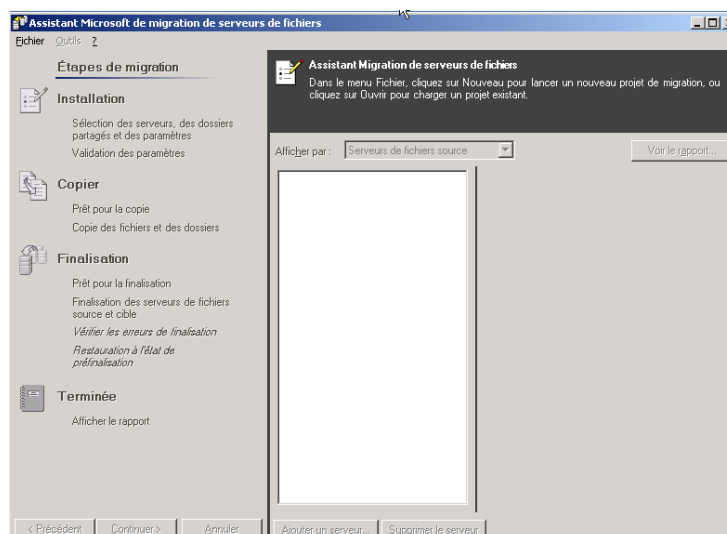 Assistant Microsoft de migration de serveurs de fichiers
Fichier Outils ?
Étapes de migration
Installation
Sélection des serveurs, des dossiers
partagés et des paramètres
Validation des paramètres
Copier
Prêt pour la copie
Copie des fichiers et des dossiers
Finalisation
Prêt pour la finalisation
Finalisation des serveurs de fichiers
source et cible
Vérifier les erreurs de finalisation
Restauration à l'état de
préfinalisation
Terminée
Afficher le rapport
< Précédent Continuer > Annuler
Assistant Migration de serveurs de fichiers
Dans le menu Fichier, cliquez sur Nouveau pour lancer un nouveau projet de migration, ou
cliquez sur Ouvrir pour charger un projet existant.
Afficher par : Serveurs de fichiers source Voir le rapport...
Ajouter un serveur... Supprimer le serveur